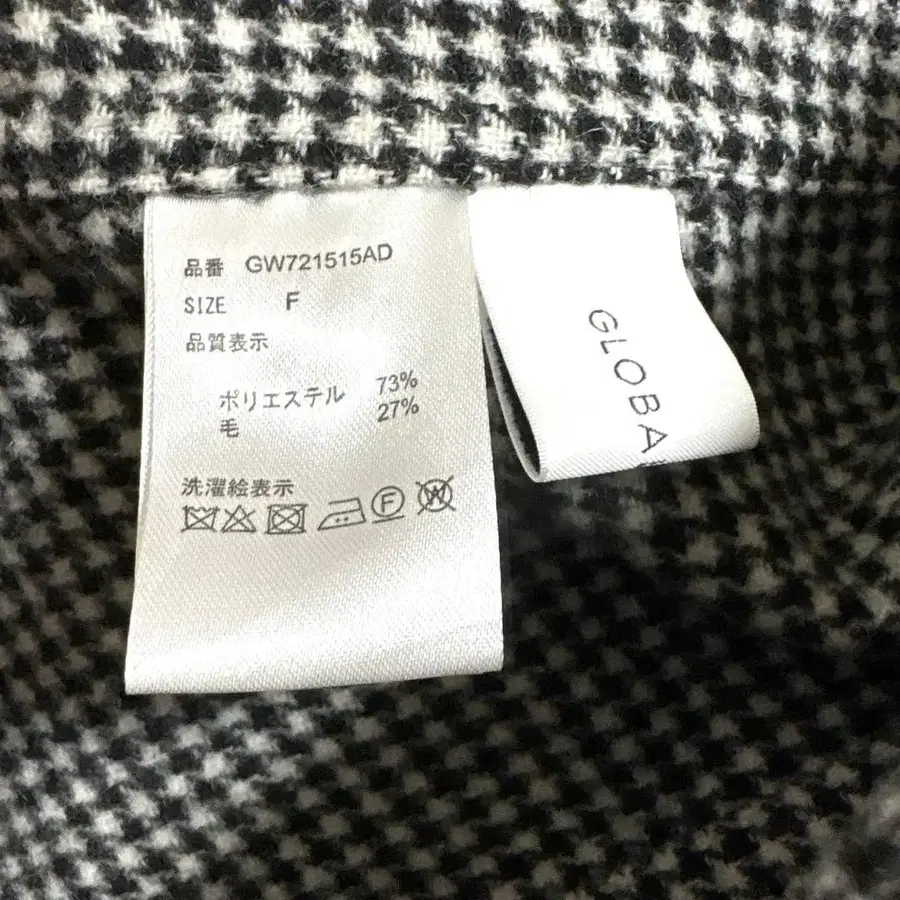 品番 GW721515AD
SIZE F
品質表示
ポリエステル 73%
毛 27%
洗濯絵表示
F W
GLOBA